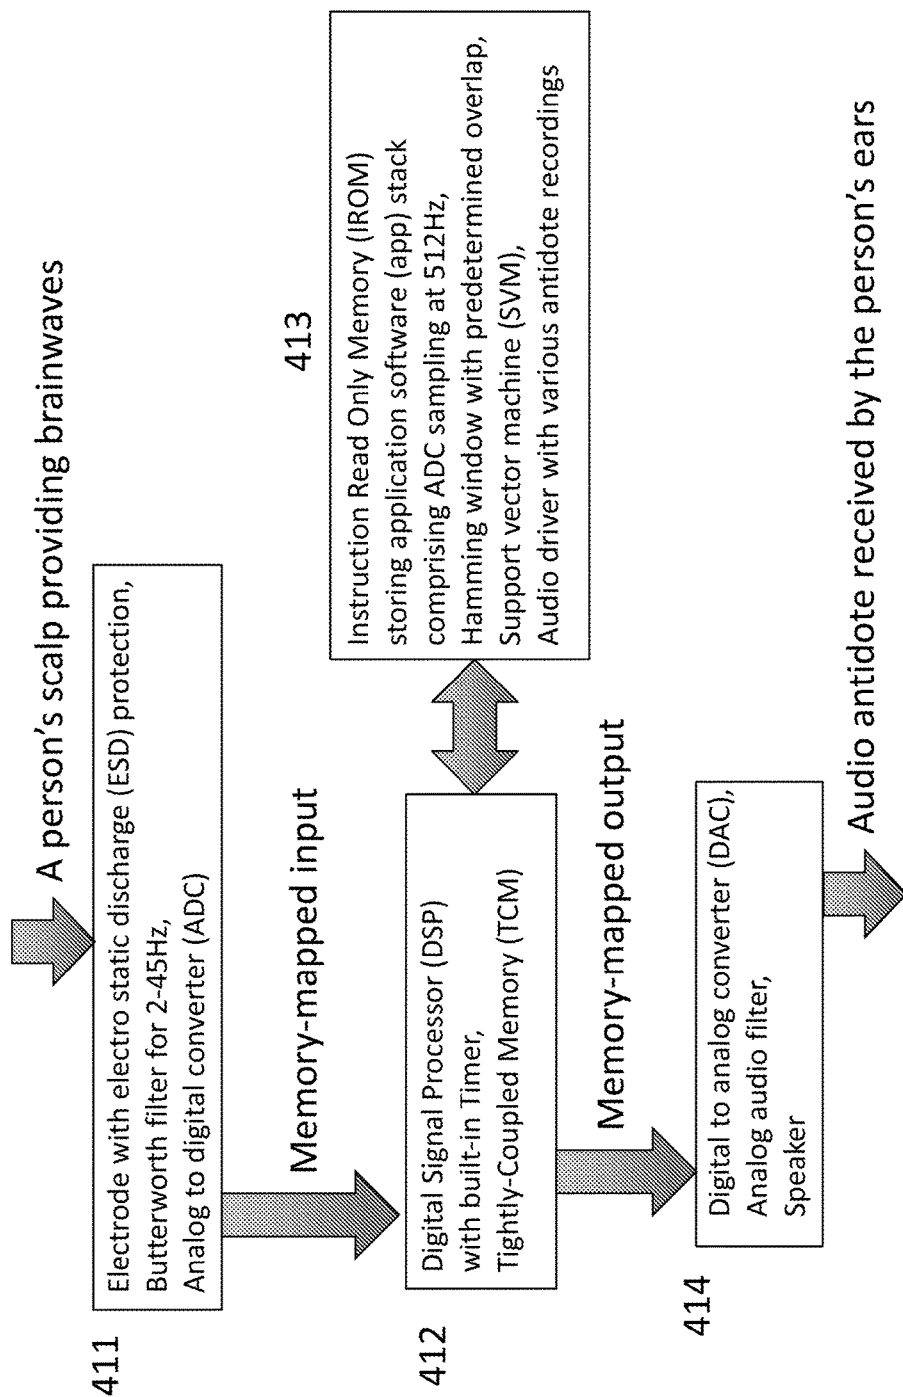 A person's scalp providing brainwaves
411
Electrode with electro static discharge (ESD) protection,
Butterworth filter for 2-45Hz,
Analog to digital converter (ADC)
Memory-mapped input
412
Digital Signal Processor (DSP)
with built-in Timer,
Tightly-Coupled Memory (TCM)
413
Instruction Read Only Memory (IROM)
storing application software (app) stack
comprising ADC sampling at 512Hz,
Hamming window with predetermined overlap,
Support vector machine (SVM),
Audio driver with various antidote recordings
Memory-mapped output
414
Digital to analog converter (DAC),
Analog audio filter,
Speaker
Audio antidote received by the person's ears